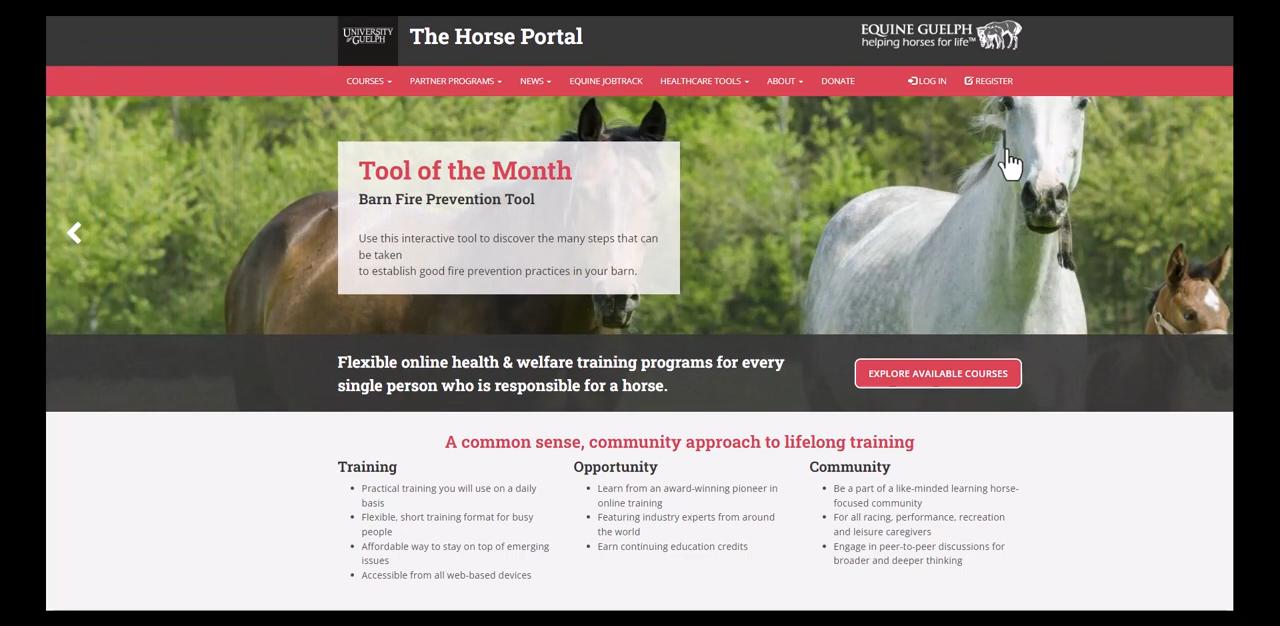 UNIVERSITY
of GUELPH
The Horse Portal
EQUINE GUELPH
helping horses for life™
COURSES
PARTNER PROGRAMS
NEWS
EQUINE JOBTRACK
HEALTHCARE TOOLS
ABOUT
DONATE
LOG IN
REGISTER
Tool of the Month
Barn Fire Prevention Tool
Use this interactive tool to discover the many steps that can
be taken
to establish good fire prevention practices in your barn.
Flexible online health & welfare training programs for every
single person who is responsible for a horse.
EXPLORE AVAILABLE COURSES
A common sense, community approach to lifelong training
Training
• Practical training you will use on a daily
basis
• Flexible, short training format for busy
people
• Affordable way to stay on top of emerging
issues
• Accessible from all web-based devices
Opportunity
• Learn from an award-winning pioneer in
online training
• Featuring industry experts from around
the world
• Earn continuing education credits
Community
• Be a part of a like-minded learning horse-
focused community
• For all racing, performance, recreation
and leisure caregivers
• Engage in peer-to-peer discussions for
broader and deeper thinking